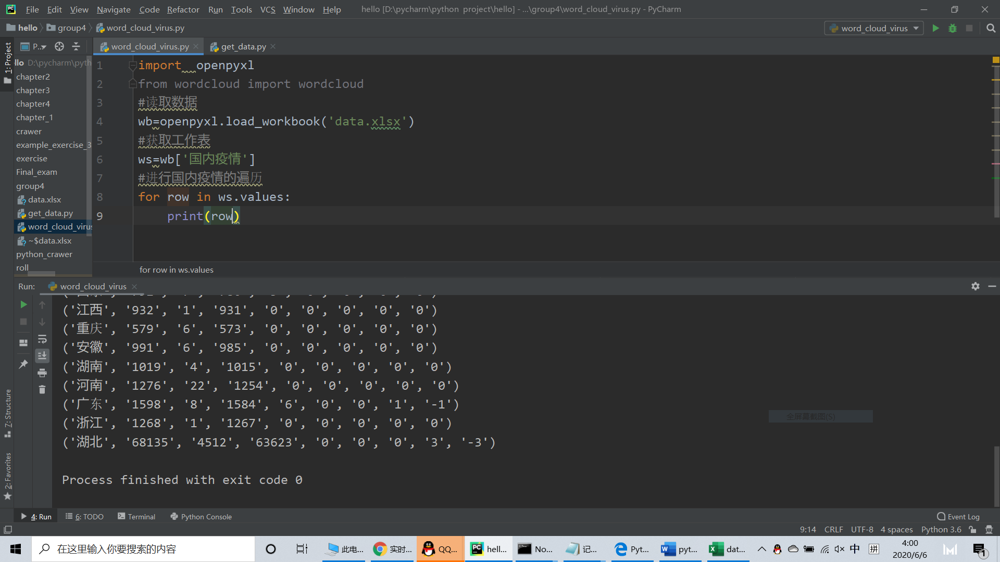 File Edit View Navigate Code Refactor Run Tools VCS Window Help hello [D:\pycharm\python project\hello] - ...\group4\word_cloud_virus.py - PyCharm
hello group4 word_cloud_virus.py word_cloud_virus
1: Project
P.. word_cloud_virus.py get_data.py
llo D:\pycharm\pyth
chapter2
chapter3
chapter4
chapter_1
crawer
example_exercise_3
exercise
Final_exam
group4
data.xlsx
get_data.py
word_cloud_virus
~$data.xlsx
python_crawer
roll
1 import openpyxl
2 from wordcloud import wordcloud
3 #读取数据
4 wb=openpyxl.load_workbook('data.xlsx')
5 #获取工作表
6 ws=wb['国内疫情']
7 #进行国内疫情的遍历
8 for row in ws.values:
9 print(row)
for row in ws.values
Run: word_cloud_virus
('江西', '932', '1', '931', '0', '0', '0', '0', '0')
('重庆', '579', '6', '573', '0', '0', '0', '0', '0')
('安徽', '991', '6', '985', '0', '0', '0', '0', '0')
('湖南', '1019', '4', '1015', '0', '0', '0', '0', '0')
('河南', '1276', '22', '1254', '0', '0', '0', '0', '0')
('广东', '1598', '8', '1584', '6', '0', '0', '1', '-1')
('浙江', '1268', '1', '1267', '0', '0', '0', '0', '0')
('湖北', '68135', '4512', '63623', '0', '0', '0', '3', '-3')
全屏幕截图(S)
Process finished with exit code 0
7: Structure
2: Favorites
4: Run 6: TODO Terminal Python Console Event Log
9:14 CRLF UTF-8 4 spaces Python 3.6
在这里输入你要搜索的内容 此电... 实时... QQ... hell... No... 记... Pyt... pyt... dat... 中 拼 4:00
2020/6/6 1